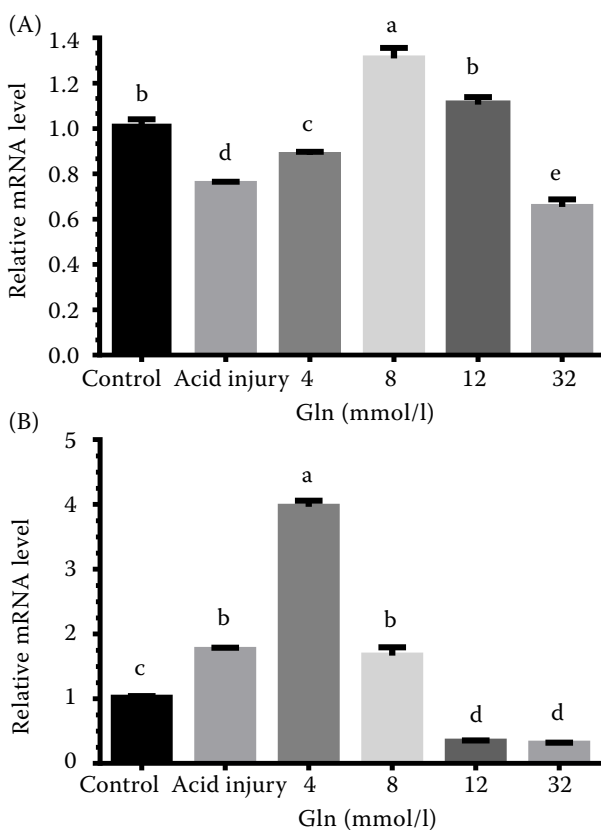 (A)
Relative mRNA level
1.4
1.2
1.0
0.8
0.6
0.4
0.2
0.0
b
d
c
a
b
e
Control Acid injury 4 8 12 32
Gln (mmol/l)
(B)
Relative mRNA level
5
4
3
2
1
0
c
b
a
b
d
d
Control Acid injury 4 8 12 32
Gln (mmol/l)